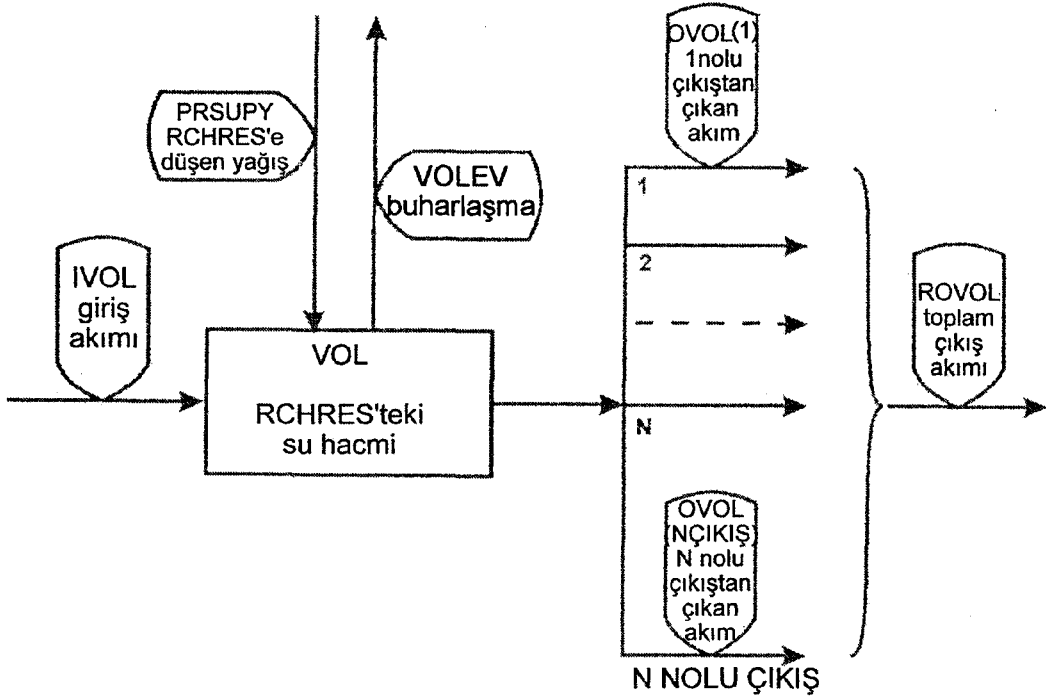 PRSUPY
RCHRES'e
düşen yağış
VOLEV
buharlaşma
IVOL
giriş
akımı
VOL
RCHRES'teki
su hacmi
OVOL(1)
1nolu
çıkıştan
çıkan
akım
1
2
N
OVOL
(NÇIKIŞ)
N nolu
çıkıştan
çıkan
akım
N NOLU ÇIKIŞ
ROVOL
toplam
çıkış
akımı